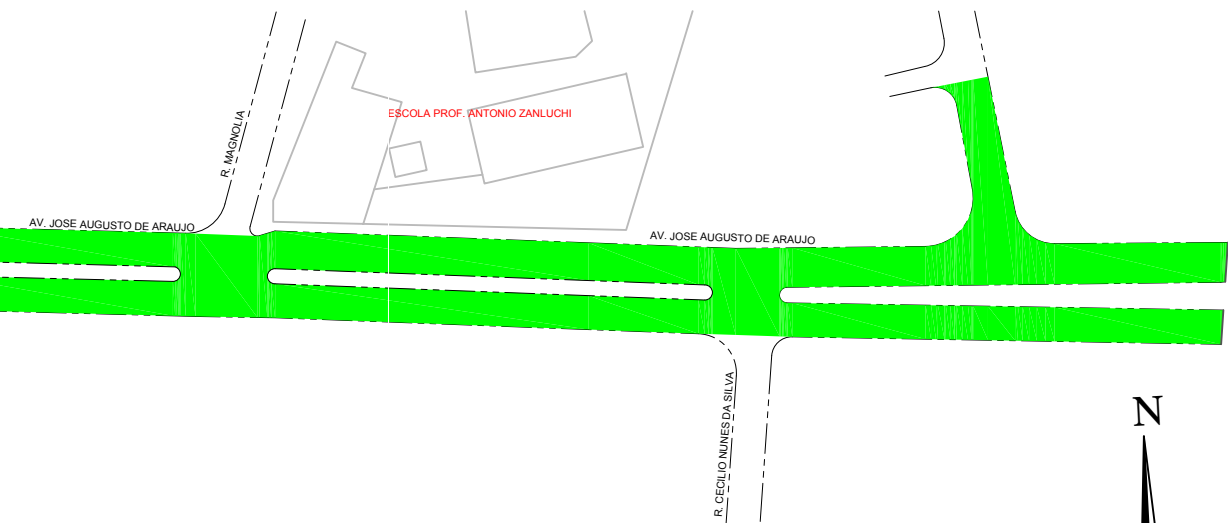 ESCOLA PROF. ANTONIO ZANLUCHI
R. MAGNOLIA
AV. JOSE AUGUSTO DE ARAUJO
AV. JOSE AUGUSTO DE ARAUJO
R. CECILIO NUNES DA SILVA
N